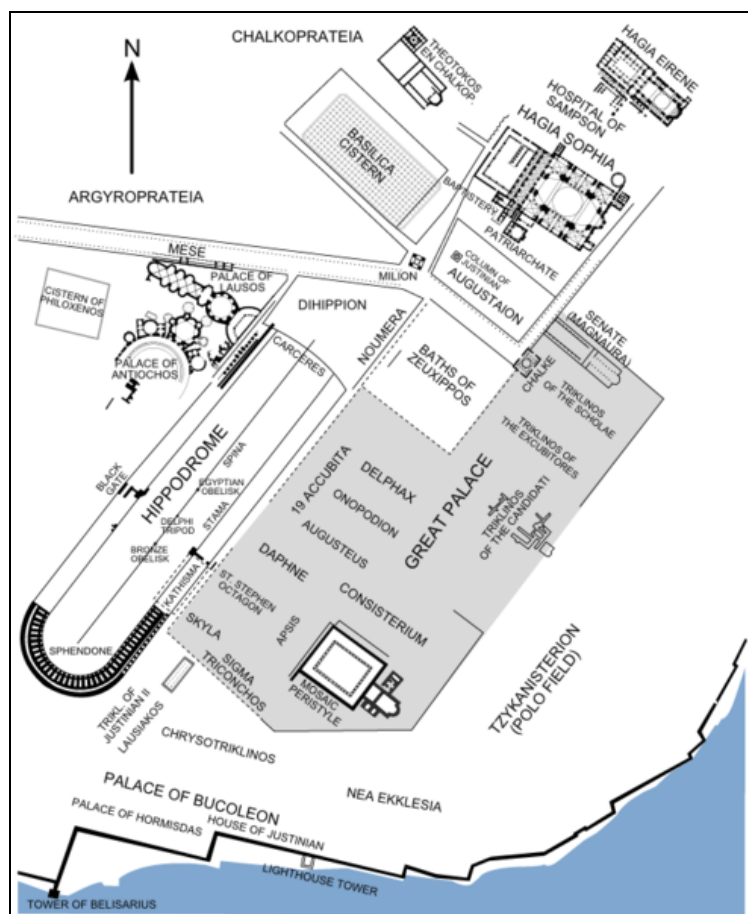 CHALKOPRATEIA
N
THEOTOKOS
EN CHALKOP.
HAGIA EIRENE
HOSPITAL OF
SAMPSON
HAGIA SOPHIA
BASILICA
CISTERN
ARGYROPRATEIA
BAPTISTERY
PATRIARCHATE
MESE
MILION
COLUMN OF
JUSTINIAN
AUGUSTAION
PALACE OF
LAUSOS
CISTERN OF
PHILOXENOS
DIHIPPION
NOUMERA
SENATE
(MAGNAURA)
CARCERES
BATHS OF
ZEUXIPPOS
CHALKE
PALACE OF
ANTIOCHOS
TRIKLINOS
OF THE SCHOLAE
TRIKLINOS OF
THE EXCUBITORES
BLACK
GATE
HIPPODROME
SPINA
EGYPTIAN
OBELISK
STAMA
DELPHI
TRIPOD
BRONZE
OBELISK
KATHISMA
SPHENDONE
19 ACCUBITA
DELPHAX
ONOPODION
AUGUSTEUS
DAPHNE
GREAT PALACE
TRIKLINOS
OF THE CANDIDATI
ST. STEPHEN
OCTAGON
APSIS
CONSISTERIUM
SKYLA
SIGMA
TRICONCHOS
MOSAIC
PERISTYLE
TRIKL. OF
JUSTINIAN II
LAUSIAKOS
CHRYSOTRIKLINOS
TZYKANISTERION
(POLO FIELD)
PALACE OF BUCOLEON
NEA EKKLESIA
PALACE OF HORMISDAS
HOUSE OF JUSTINIAN
LIGHTHOUSE TOWER
TOWER OF BELISARIUS